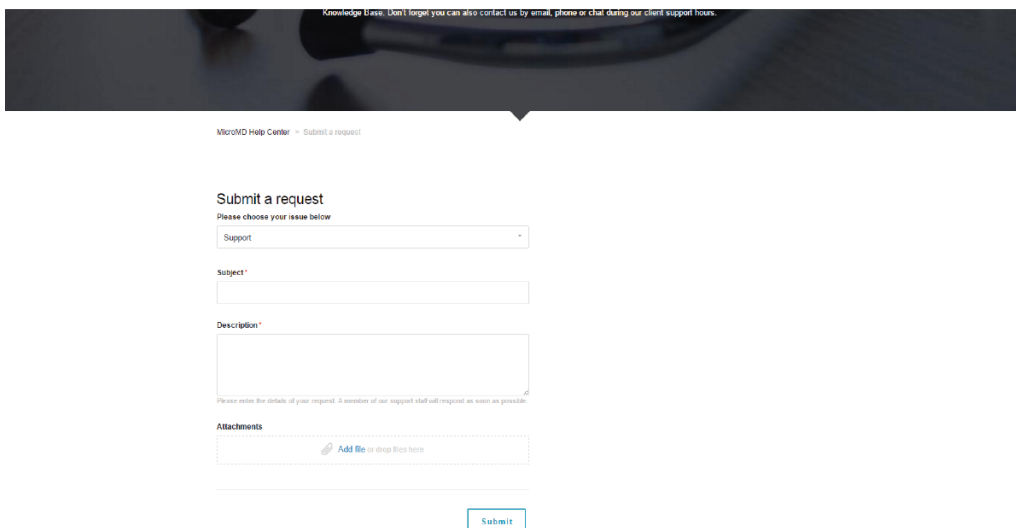 Knowledge Base. Don't forget you can also contact us by email, phone or chat during our client support hours.
MicroMD Help Center > Submit a request
Submit a request
Please choose your issue below
Support
Subject*
Description*
Please enter the details of your request. A member of our support staff will respond as soon as possible.
Attachments
Add file or drop files here
Submit